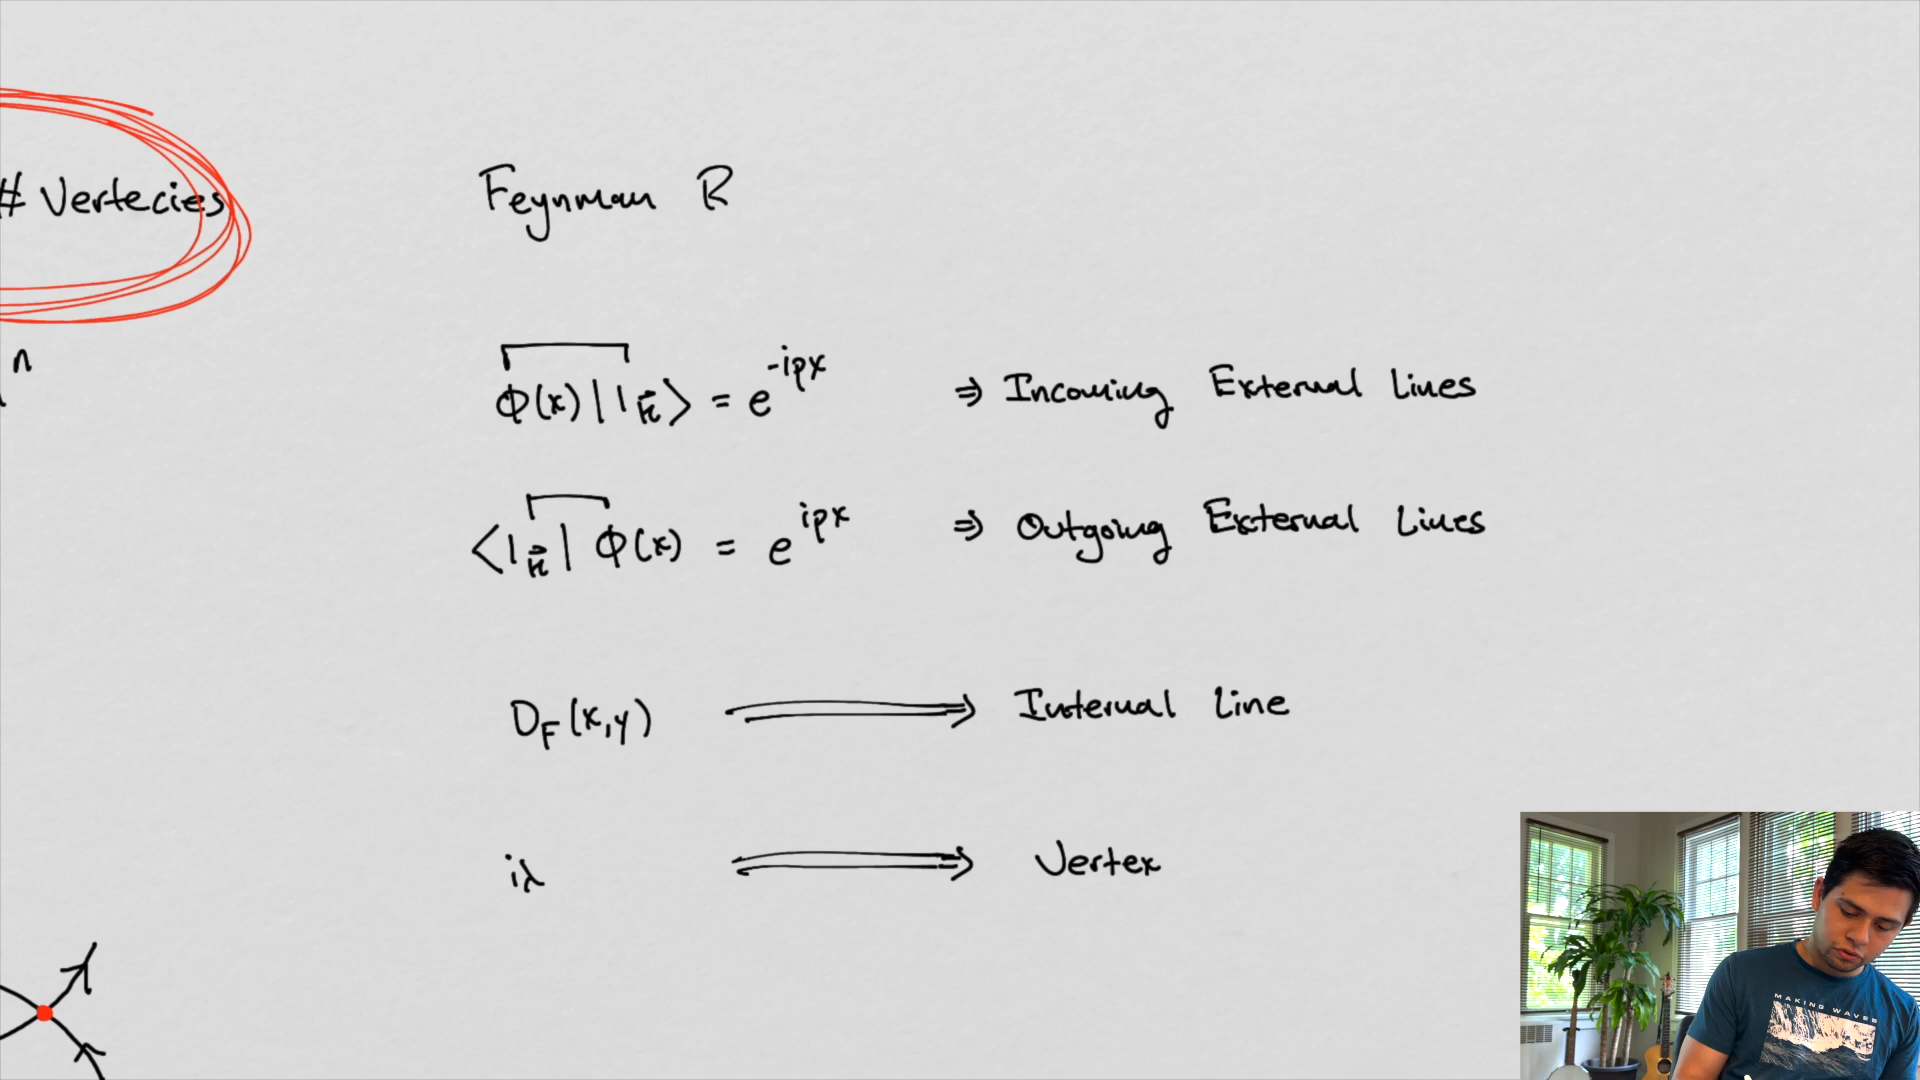 # Vertecies
Feynman R
n
Φ(x)|1_k⃗⟩ = e^{-ipx} ⇒ Incoming External Lines
⟨1_k⃗| Φ(x) = e^{ipx} ⇒ Outgoing External Lines
D_F(x,y) ⟹ Internal Line
iλ ⟹ Vertex
MAKING WAVES